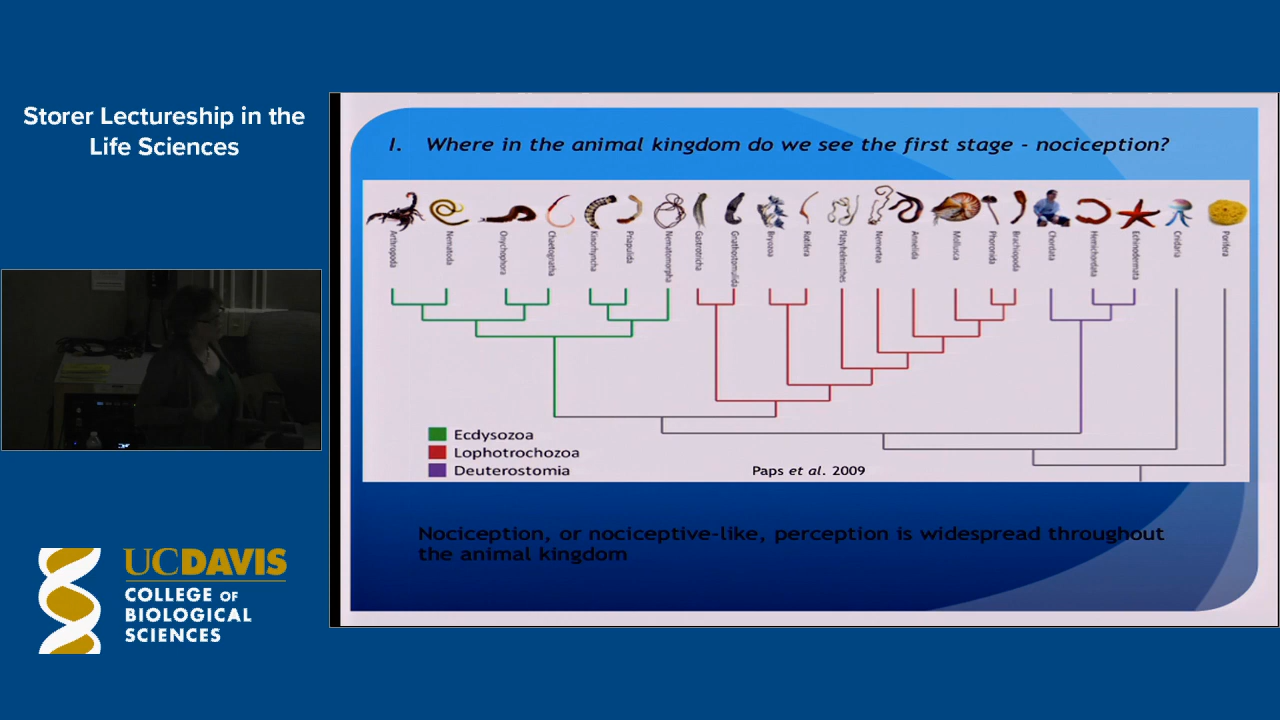 Storer Lectureship in the
Life Sciences
UCDAVIS
COLLEGE OF
BIOLOGICAL
SCIENCES
I. Where in the animal kingdom do we see the first stage - nociception?
Arthropoda
Nematoda
Onychophora
Chaetognatha
Kinorhyncha
Priapulida
Nematomorpha
Gastrotricha
Gnathostomulida
Bryozoa
Rotifera
Platyhelminthes
Nemertea
Annelida
Mollusca
Phoronida
Brachiopoda
Chordata
Hemichordata
Echinodermata
Cnidaria
Porifera
Ecdysozoa
Lophotrochozoa
Deuterostomia
Paps et al. 2009
Nociception, or nociceptive-like, perception is widespread throughout
the animal kingdom